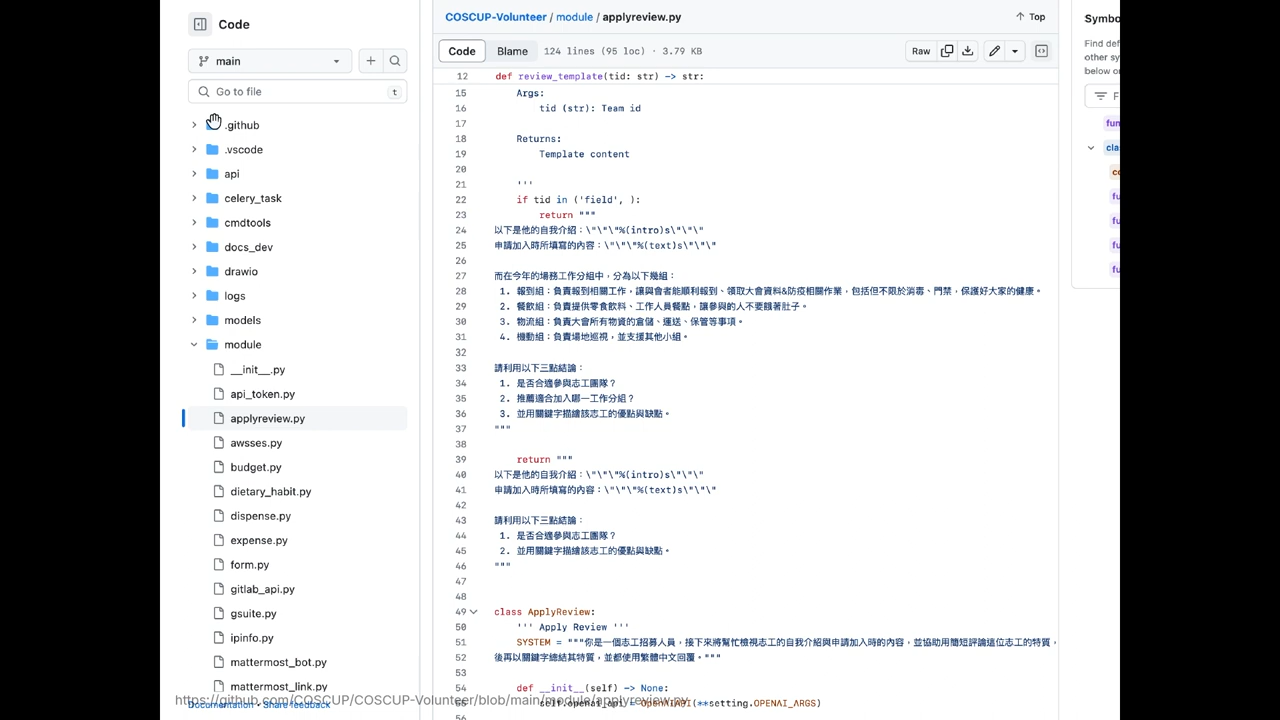 Code
COSCUP-Volunteer / module / applyreview.py
Top
main
Go to file
t
Code
Blame
124 lines (95 loc) · 3.79 KB
Raw
.github
.vscode
api
celery_task
cmdtools
docs_dev
drawio
logs
models
module
__init__.py
api_token.py
applyreview.py
awsses.py
budget.py
dietary_habit.py
dispense.py
expense.py
form.py
gitlab_api.py
gsuite.py
ipinfo.py
mattermost_bot.py
mattermost_link.py
Documentation · Share feedback
https://github.com/COSCUP/COSCUP-Volunteer/blob/main/module/applyreview.py
12 def review_template(tid: str) -> str:
15 Args:
16 tid (str): Team id
17
18 Returns:
19 Template content
20
21 '''
22 if tid in ('field', ):
23 return """
24 以下是他的自我介紹：\"\"\"%(intro)s\"\"\"
25 申請加入時所填寫的內容：\"\"\"%(text)s\"\"\"
26
27 而在今年的場務工作分組中，分為以下幾組：
28 1. 報到組：負責報到相關工作，讓與會者能順利報到、領取大會資料&防疫相關作業，包括但不限於消毒、門禁，保護好大家的健康。
29 2. 餐飲組：負責提供零食飲料、工作人員餐點，讓參與的人不要餓著肚子。
30 3. 物流組：負責大會所有物資的倉儲、運送、保管等事項。
31 4. 機動組：負責場地巡視，並支援其他小組。
32
33 請利用以下三點結論：
34 1. 是否合適參與志工團隊？
35 2. 推薦適合加入哪一工作分組？
36 3. 並用關鍵字描繪該志工的優點與缺點。
37 """
38
39 return """
40 以下是他的自我介紹：\"\"\"%(intro)s\"\"\"
41 申請加入時所填寫的內容：\"\"\"%(text)s\"\"\"
42
43 請利用以下三點結論：
44 1. 是否合適參與志工團隊？
45 2. 並用關鍵字描繪該志工的優點與缺點。
46 """
47
48
49 class ApplyReview:
50 ''' Apply Review '''
51 SYSTEM = """你是一個志工招募人員，接下來將幫忙檢視志工的自我介紹與申請加入時的內容，並協助用簡短評論這位志工的特質，
52 後再以關鍵字總結其特質，並都使用繁體中文回覆。"""
53
54 def __init__(self) -> None:
55 self.openai_api = OpenAIAPI(**setting.OPENAI_ARGS)
56
Symbo
Find def
other sy
below o
F
fun
cla
co
fu
fu
fu
fu